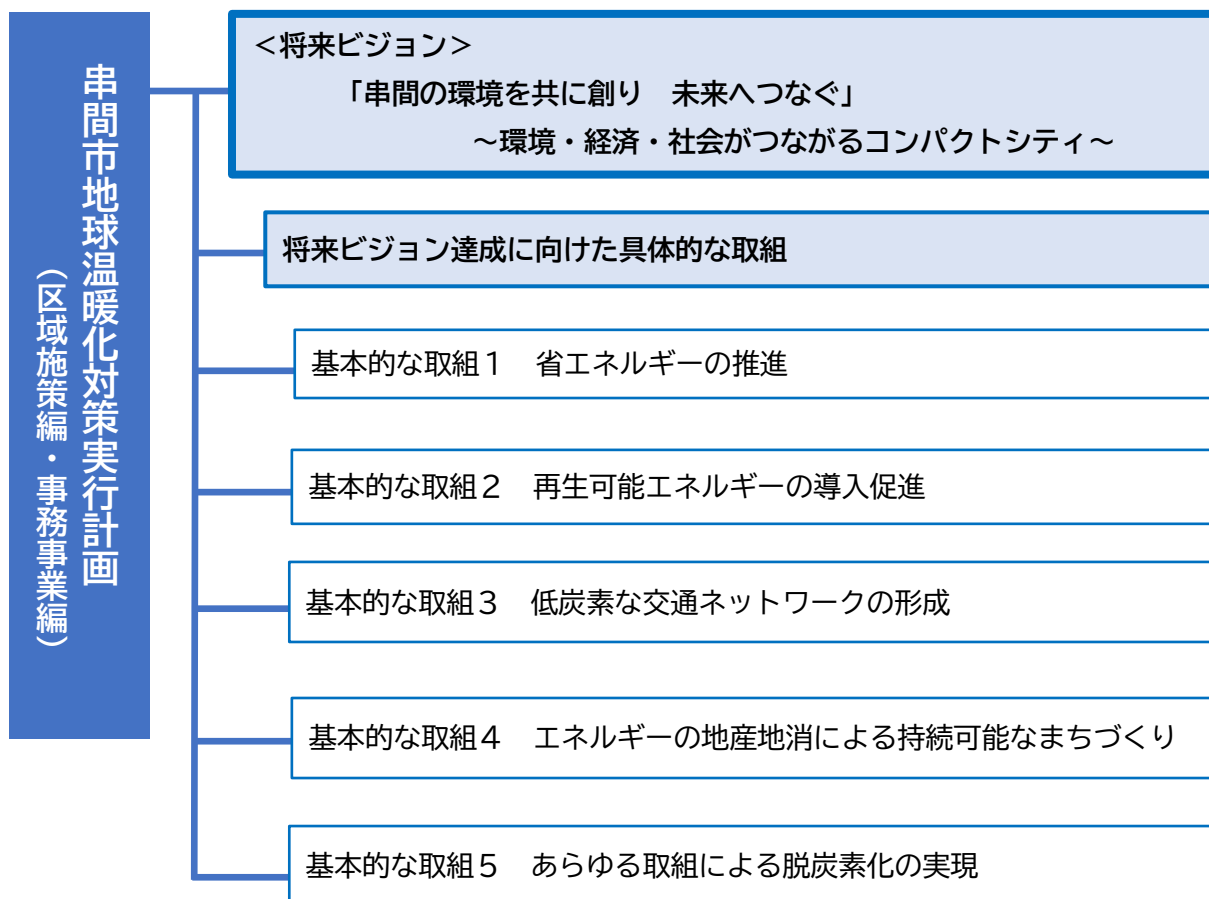 串間市地球温暖化対策実行計画
（区域施策編・事務事業編）
＜将来ビジョン＞
「串間の環境を共に創り　未来へつなぐ」
～環境・経済・社会がつながるコンパクトシティ～
将来ビジョン達成に向けた具体的な取組
基本的な取組１　省エネルギーの推進
基本的な取組２　再生可能エネルギーの導入促進
基本的な取組３　低炭素な交通ネットワークの形成
基本的な取組４　エネルギーの地産地消による持続可能なまちづくり
基本的な取組５　あらゆる取組による脱炭素化の実現